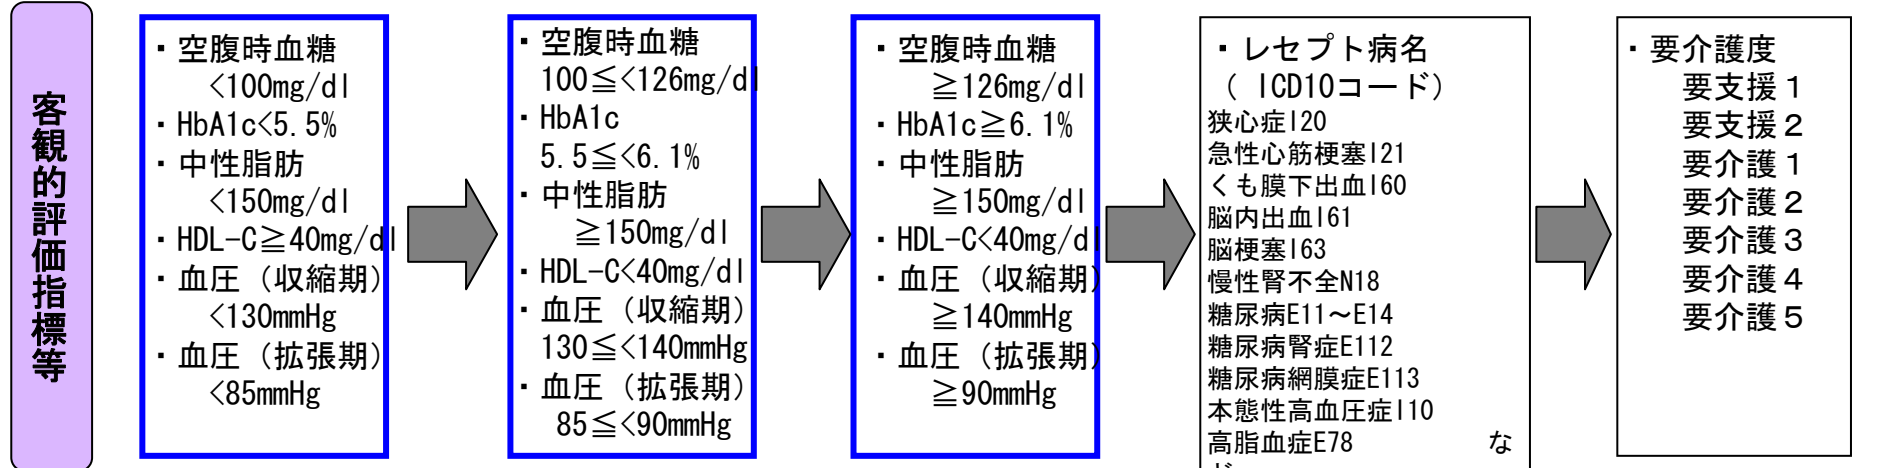 客観的評価指標等
・空腹時血糖
<100mg/dl
・HbA1c<5.5%
・中性脂肪
<150mg/dl
・HDL-C≧40mg/dl
・血圧（収縮期）
<130mmHg
・血圧（拡張期）
<85mmHg
・空腹時血糖
100≦<126mg/dl
・HbA1c
5.5≦<6.1%
・中性脂肪
≧150mg/dl
・HDL-C<40mg/dl
・血圧（収縮期）
130≦<140mmHg
・血圧（拡張期）
85≦<90mmHg
・空腹時血糖
≧126mg/dl
・HbA1c≧6.1%
・中性脂肪
≧150mg/dl
・HDL-C<40mg/dl
・血圧（収縮期）
≧140mmHg
・血圧（拡張期）
≧90mmHg
・レセプト病名
（ ICD10コード）
狭心症I20
急性心筋梗塞I21
くも膜下出血I60
脳内出血I61
脳梗塞I63
慢性腎不全N18
糖尿病E11～E14
糖尿病腎症E112
糖尿病網膜症E113
本態性高血圧症I10
高脂血症E78 な
ど
・要介護度
要支援１
要支援２
要介護１
要介護２
要介護３
要介護４
要介護５